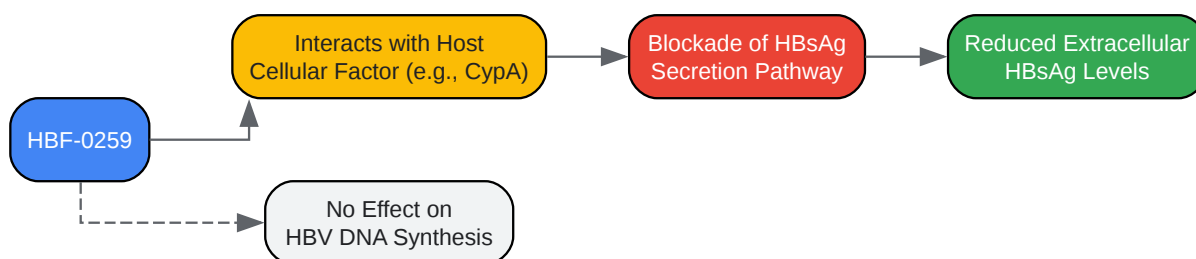 HBF-0259
Interacts with Host
Cellular Factor (e.g., CypA)
Blockade of HBsAg
Secretion Pathway
Reduced Extracellular
HBsAg Levels
No Effect on
HBV DNA Synthesis